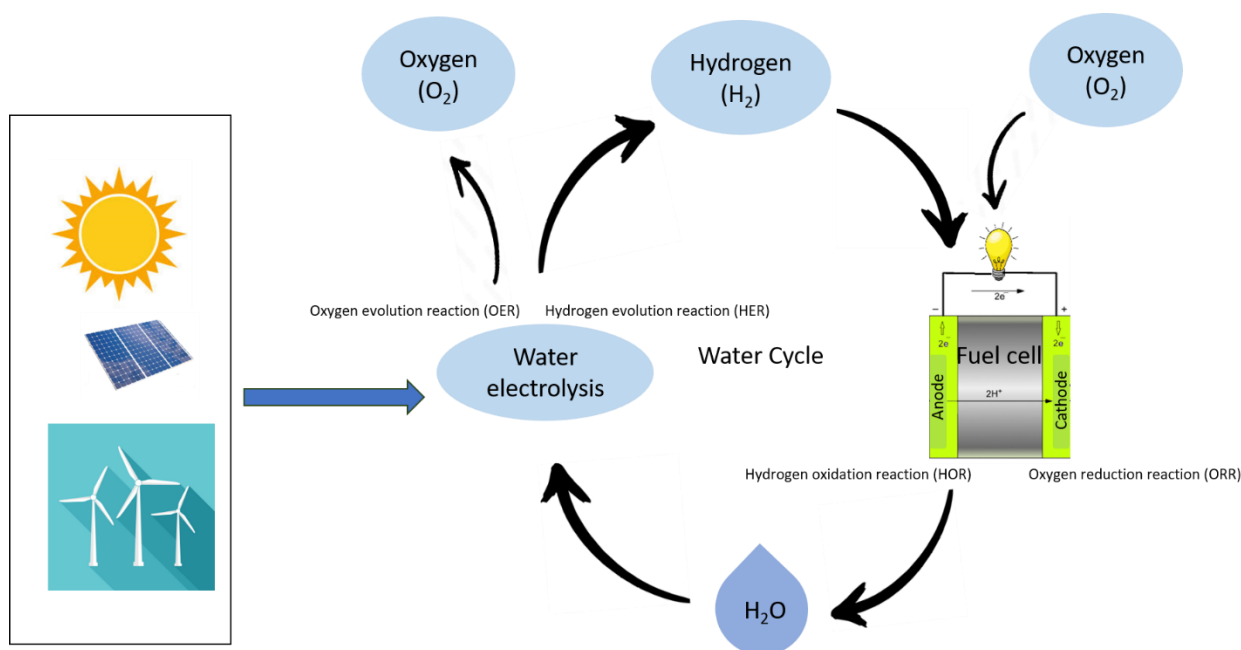 Oxygen
(O₂)
Hydrogen
(H₂)
Oxygen
(O₂)
Oxygen evolution reaction (OER)
Hydrogen evolution reaction (HER)
Water
electrolysis
Water Cycle
2e⁻
−
+
2e⁻
2e⁻
Fuel cell
Anode
2H⁺
Cathode
Hydrogen oxidation reaction (HOR)
Oxygen reduction reaction (ORR)
H₂O